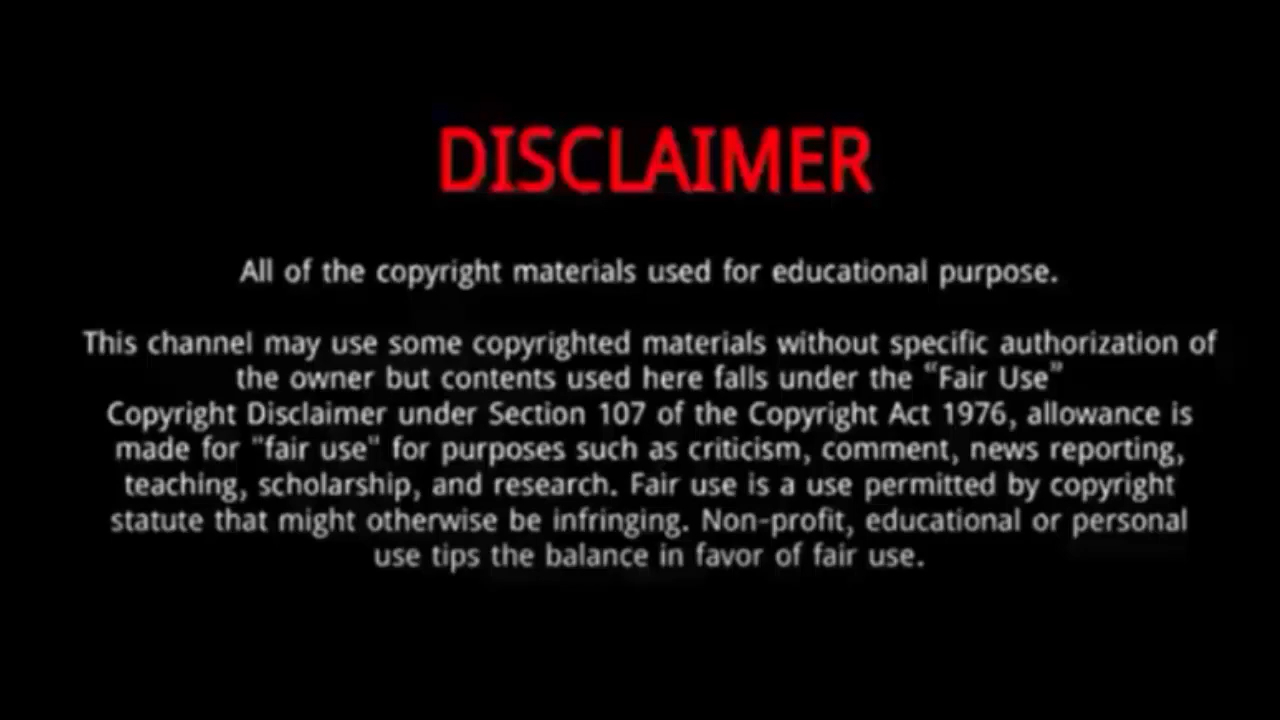 DISCLAIMER
All of the copyright materials used for educational purpose.
This channel may use some copyrighted materials without specific authorization of
the owner but contents used here falls under the “Fair Use”
Copyright Disclaimer under Section 107 of the Copyright Act 1976, allowance is
made for "fair use" for purposes such as criticism, comment, news reporting,
teaching, scholarship, and research. Fair use is a use permitted by copyright
statute that might otherwise be infringing. Non-profit, educational or personal
use tips the balance in favor of fair use.